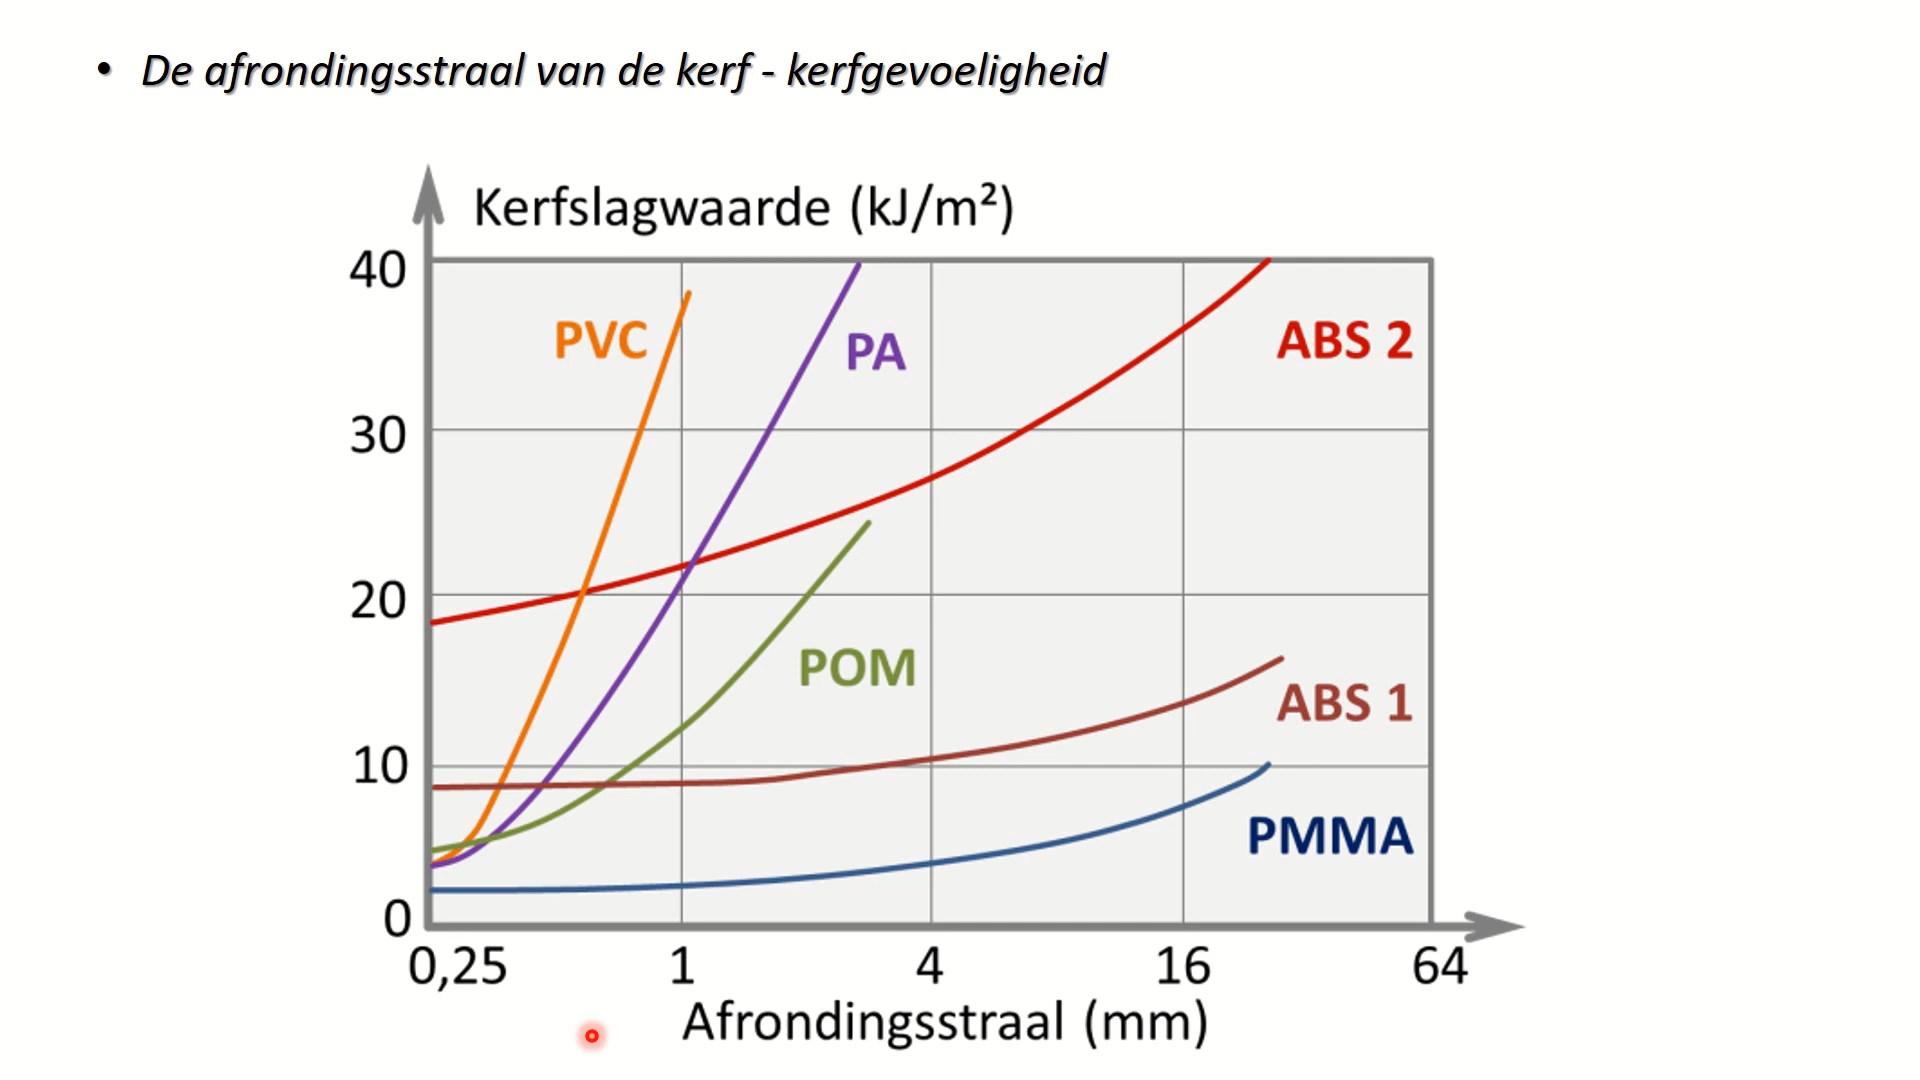 • De afrondingsstraal van de kerf - kerfgevoeligheid
Kerfslagwaarde (kJ/m²)
40
PVC
PA
ABS 2
30
20
POM
ABS 1
10
PMMA
0
0,25 1 4 16 64
Afrondingsstraal (mm)